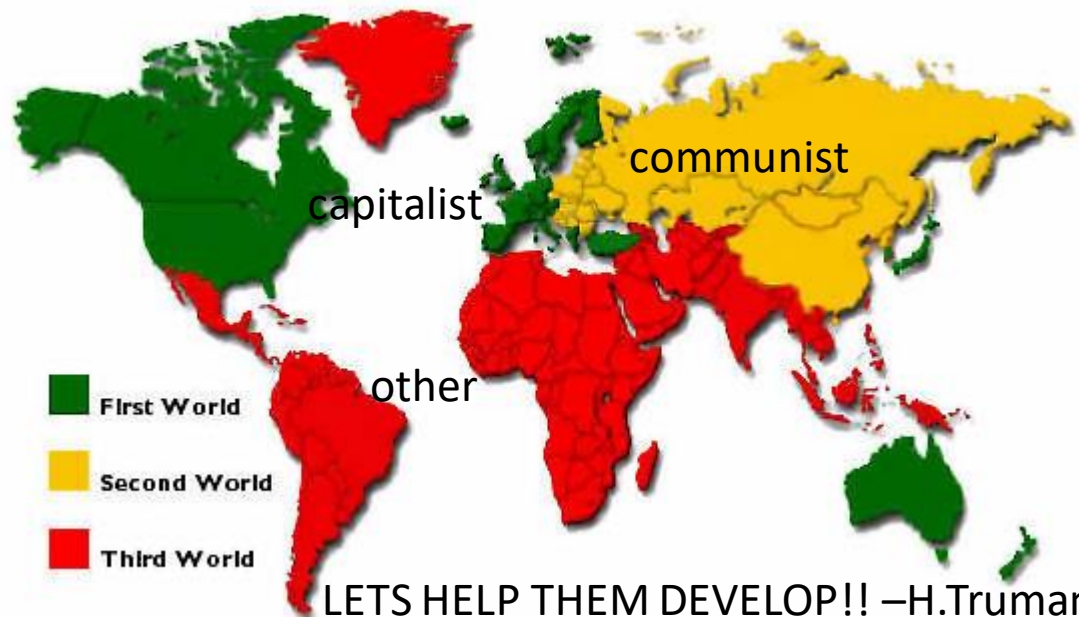 communist
capitalist
other
First World
Second World
Third World
LETS HELP THEM DEVELOP!! –H.Truman